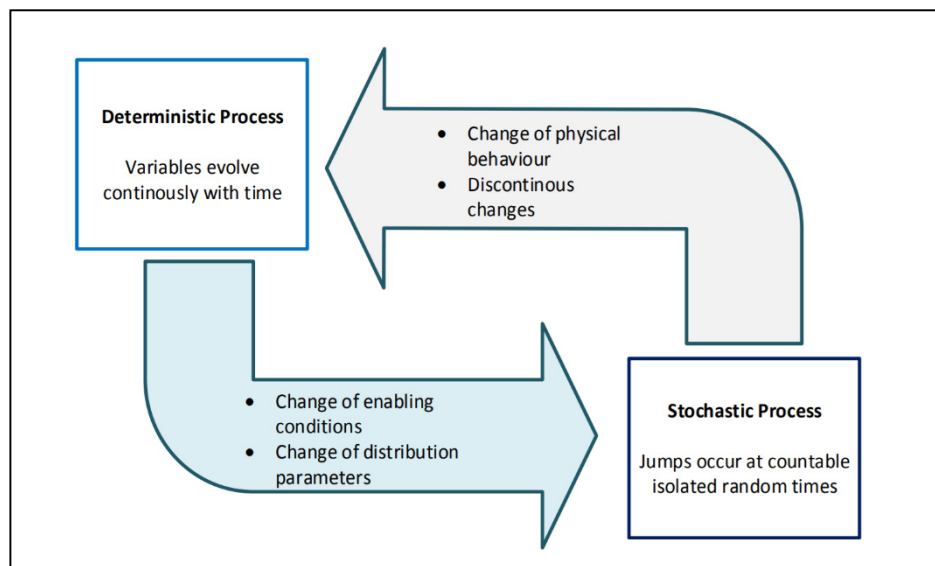 Deterministic Process
Variables evolve
continously with time
• Change of physical
behaviour
• Discontinous
changes
• Change of enabling
conditions
• Change of distribution
parameters
Stochastic Process
Jumps occur at countable
isolated random times